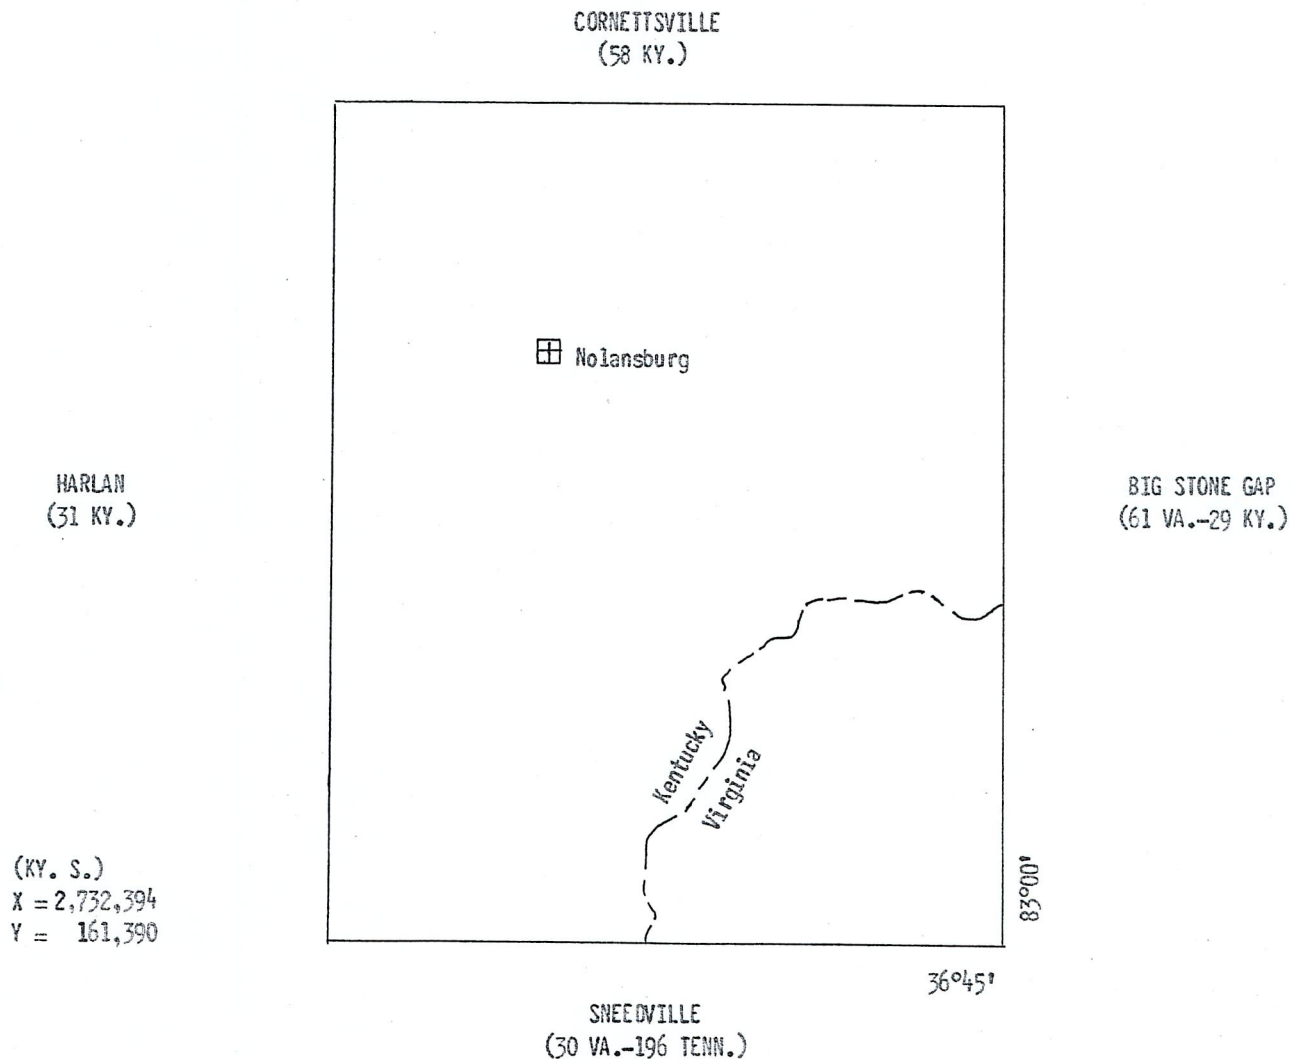 CORNETTSVILLE
(58 KY.)
Nolansburg
HARLAN
(31 KY.)
BIG STONE GAP
(61 VA.-29 KY.)
Kentucky
Virginia
(KY. S.)
X = 2,732,394
Y = 161,390
83°00'
36°45'
SNEEDVILLE
(30 VA.-196 TENN.)